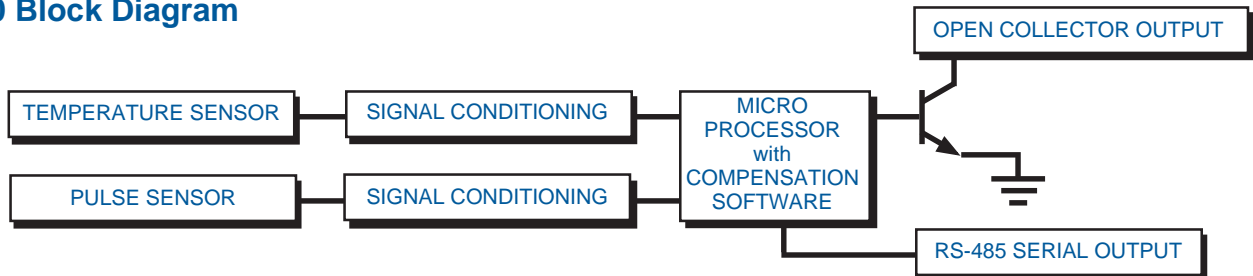 Block Diagram
OPEN COLLECTOR OUTPUT
TEMPERATURE SENSOR
SIGNAL CONDITIONING
MICRO
PROCESSOR
with
COMPENSATION
SOFTWARE
PULSE SENSOR
SIGNAL CONDITIONING
RS-485 SERIAL OUTPUT